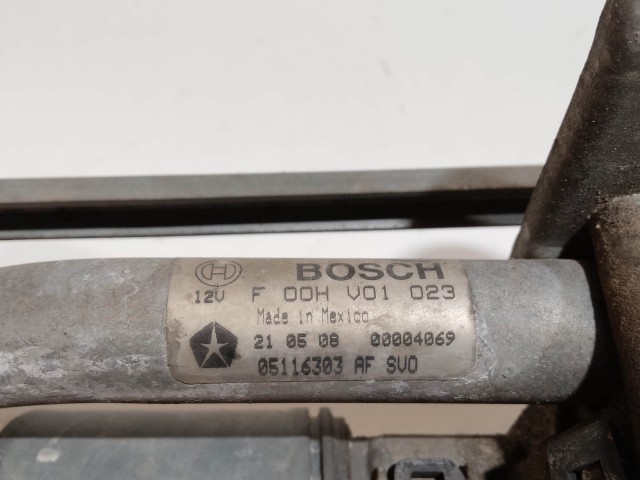 BOSCH
12V F 00H V01 023
Made in Mexico
21 05 08 00004069
05116303 AF SVO